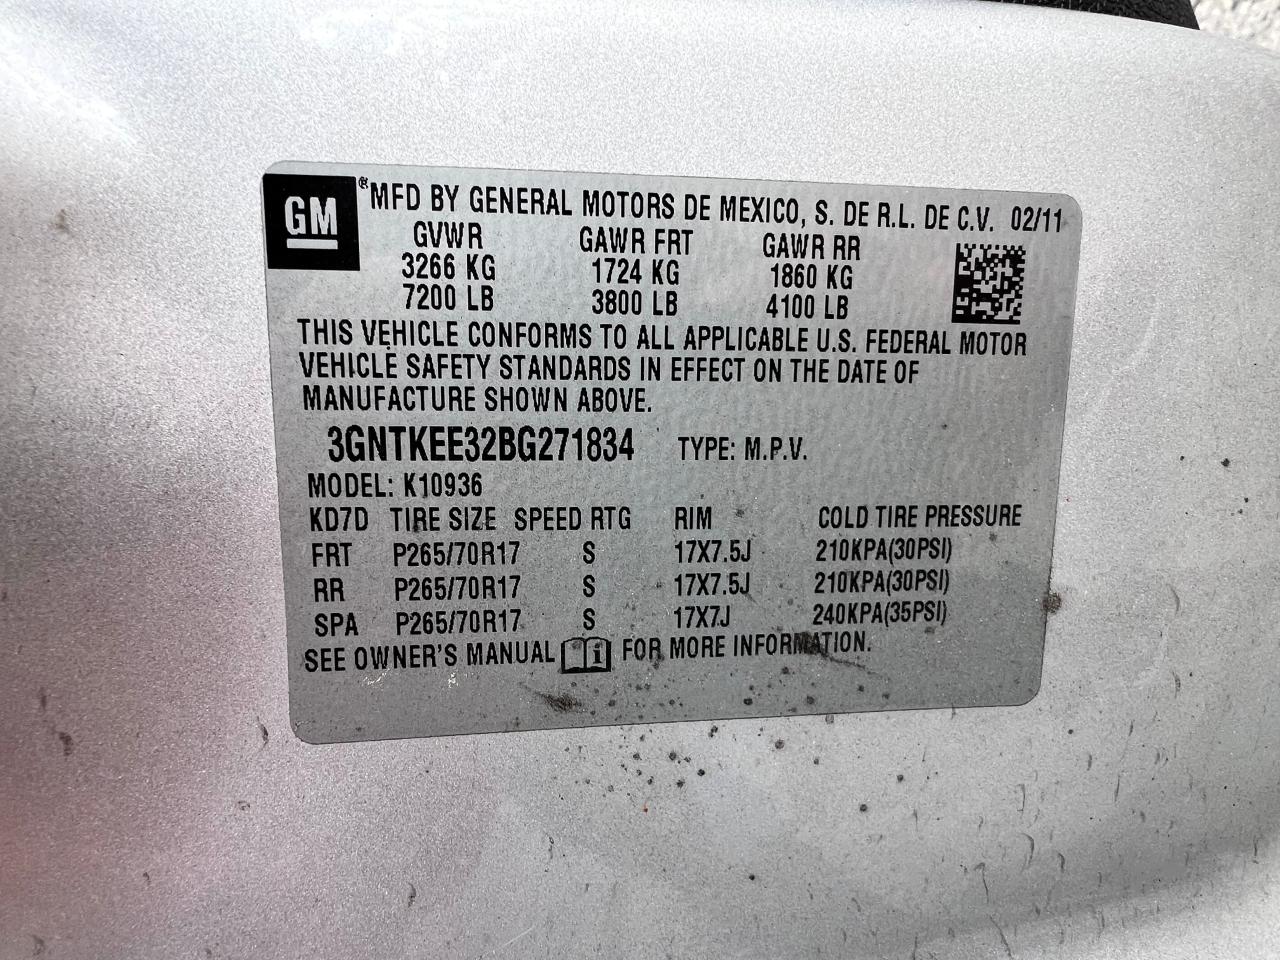 GM
® MFD BY GENERAL MOTORS DE MEXICO, S. DE R.L. DE C.V. 02/11
GVWR GAWR FRT GAWR RR
3266 KG 1724 KG 1860 KG
7200 LB 3800 LB 4100 LB
THIS VEHICLE CONFORMS TO ALL APPLICABLE U.S. FEDERAL MOTOR
VEHICLE SAFETY STANDARDS IN EFFECT ON THE DATE OF
MANUFACTURE SHOWN ABOVE.
3GNTKEE32BG271834 TYPE: M.P.V.
MODEL: K10936
KD7D TIRE SIZE SPEED RTG RIM COLD TIRE PRESSURE
FRT P265/70R17 S 17X7.5J 210KPA(30PSI)
RR P265/70R17 S 17X7.5J 210KPA(30PSI)
SPA P265/70R17 S 17X7J 240KPA(35PSI)
SEE OWNER'S MANUAL i FOR MORE INFORMATION.